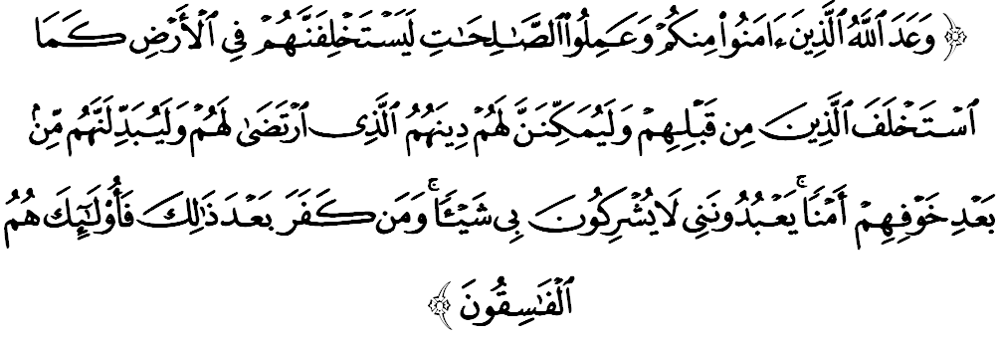 ﴿ وَعَدَ ٱللَّهُ ٱلَّذِينَ ءَامَنُوا۟ مِنكُمْ وَعَمِلُوا۟ ٱلصَّـٰلِحَـٰتِ لَيَسْتَخْلِفَنَّهُمْ فِى ٱلْأَرْضِ كَمَا
ٱسْتَخْلَفَ ٱلَّذِينَ مِن قَبْلِهِمْ وَلَيُمَكِّنَنَّ لَهُمْ دِينَهُمُ ٱلَّذِى ٱرْتَضَىٰ لَهُمْ وَلَيُبَدِّلَنَّهُم مِّنۢ
بَعْدِ خَوْفِهِمْ أَمْنًا ۚ يَعْبُدُونَنِى لَا يُشْرِكُونَ بِى شَيْـًٔا ۚ وَمَن كَفَرَ بَعْدَ ذَٰلِكَ فَأُو۟لَـٰٓئِكَ هُمُ
ٱلْفَـٰسِقُونَ ﴾